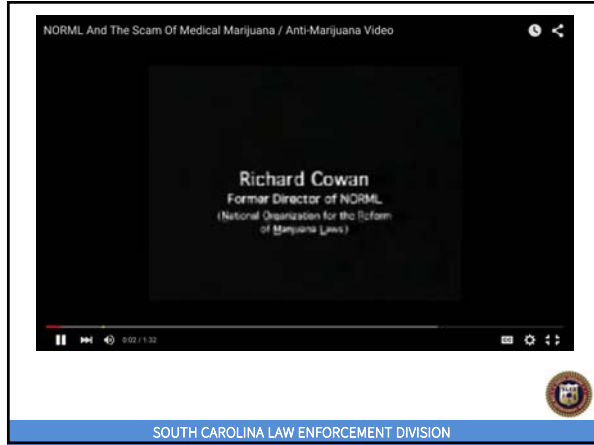 NORML And The Scam Of Medical Marijuana / Anti-Marijuana Video
Richard Cowan
Former Director of NORML
(National Organization for the Reform
of Marijuana Laws)
0:02 / 1:32
CC
SOUTH CAROLINA LAW ENFORCEMENT DIVISION